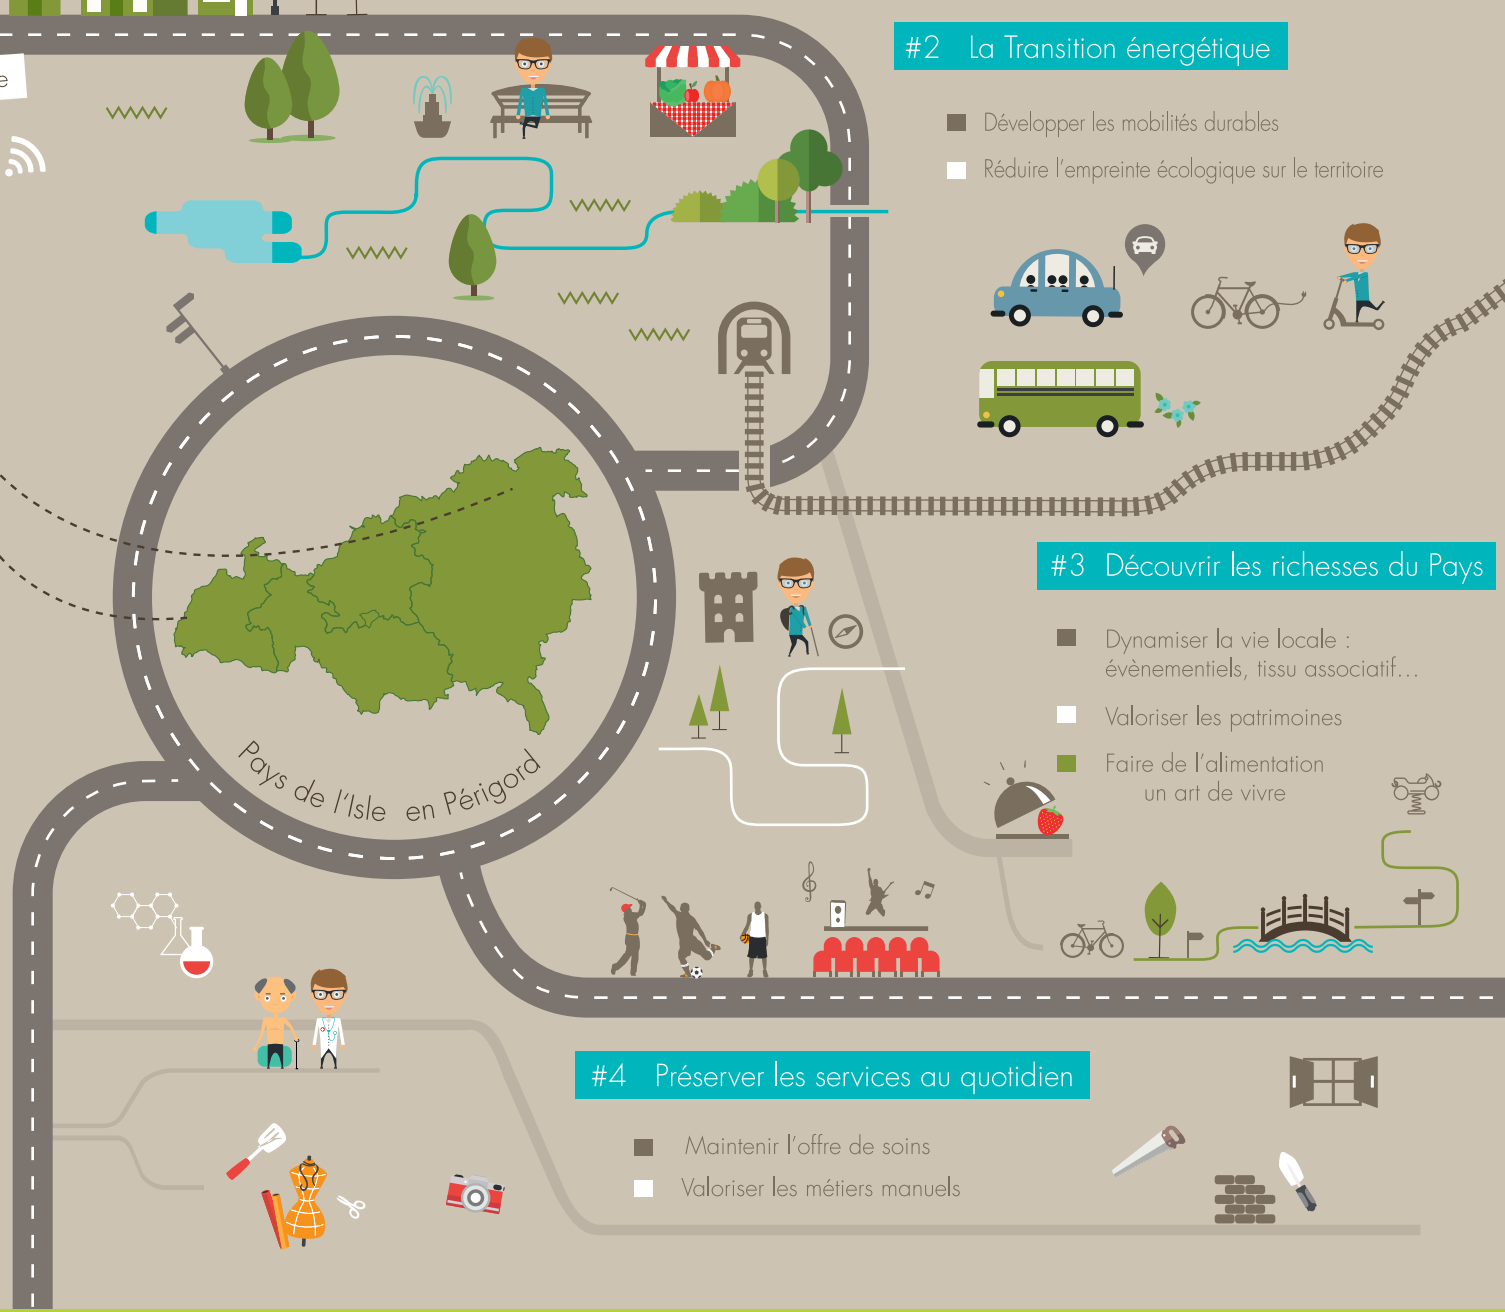 e
#2 La Transition énergétique
Développer les mobilités durables
Réduire l'empreinte écologique sur le territoire
#3 Découvrir les richesses du Pays
Dynamiser la vie locale :
évènementiels, tissu associatif...
Valoriser les patrimoines
Faire de l'alimentation
un art de vivre
Pays de l'Isle en Périgord
#4 Préserver les services au quotidien
Maintenir l'offre de soins
Valoriser les métiers manuels